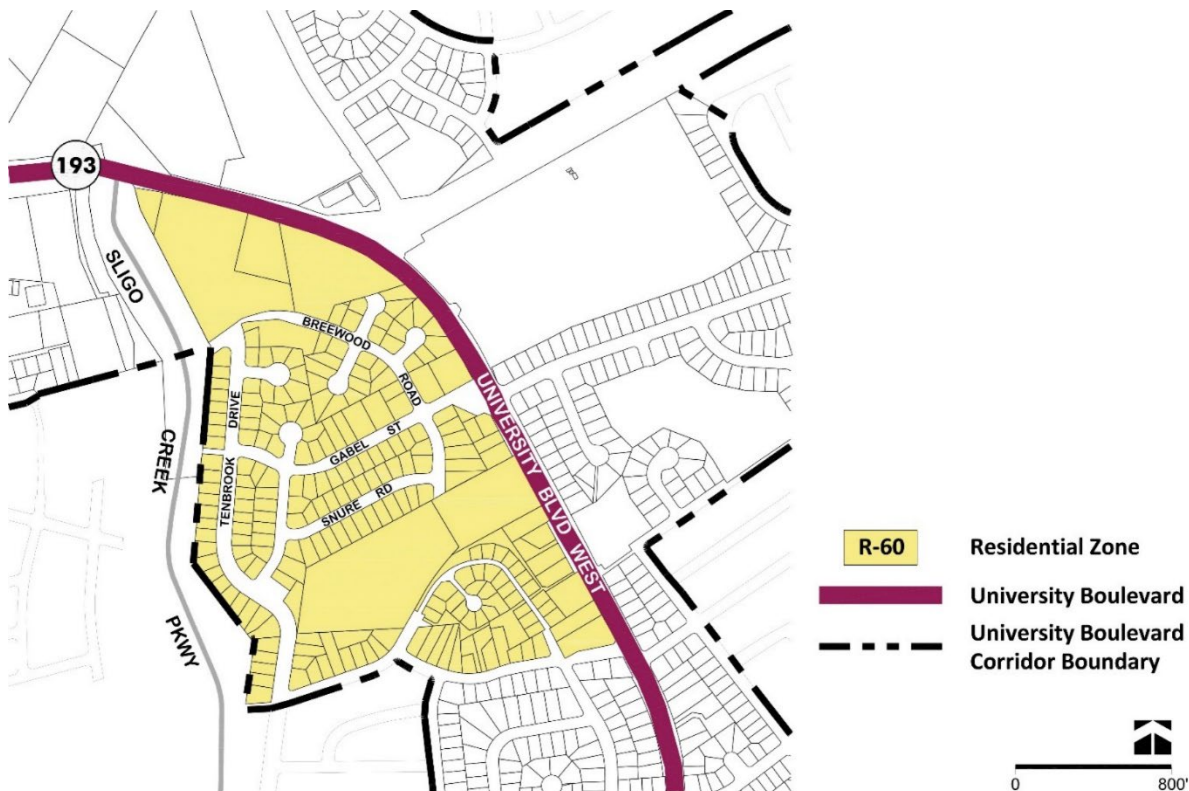 193
SLIGO
CREEK
PKWY
BREEWOOD
ROAD
TENBROOK
DRIVE
GABEL ST
SNURE RD
UNIVERSITY BLVD WEST
R-60
Residential Zone
University Boulevard
University Boulevard
Corridor Boundary
0
800'